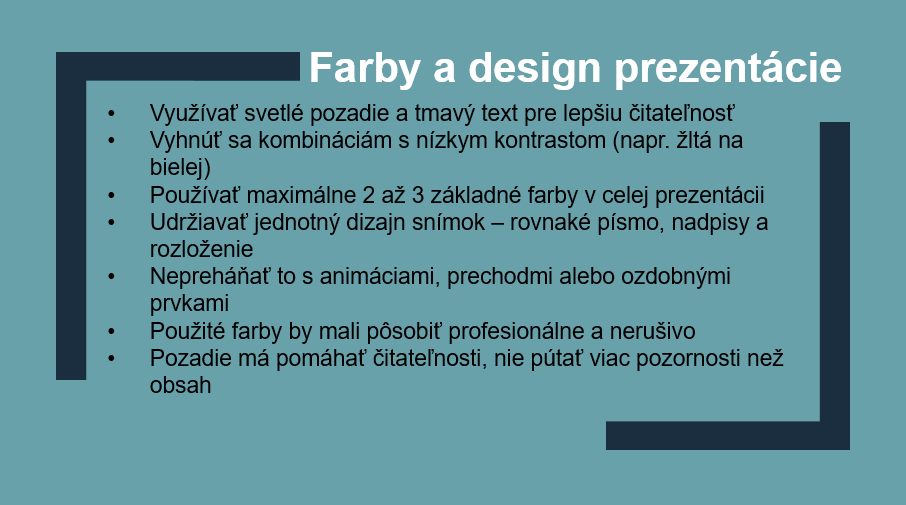 Farby a design prezentácie
• Využívať svetlé pozadie a tmavý text pre lepšiu čitateľnosť
• Vyhnúť sa kombináciám s nízkym kontrastom (napr. žltá na
bielej)
• Používať maximálne 2 až 3 základné farby v celej prezentácii
• Udržiavať jednotný dizajn snímok – rovnaké písmo, nadpisy a
rozloženie
• Nepreháňať to s animáciami, prechodmi alebo ozdobnými
prvkami
• Použité farby by mali pôsobiť profesionálne a nerušivo
• Pozadie má pomáhať čitateľnosti, nie pútať viac pozornosti než
obsah